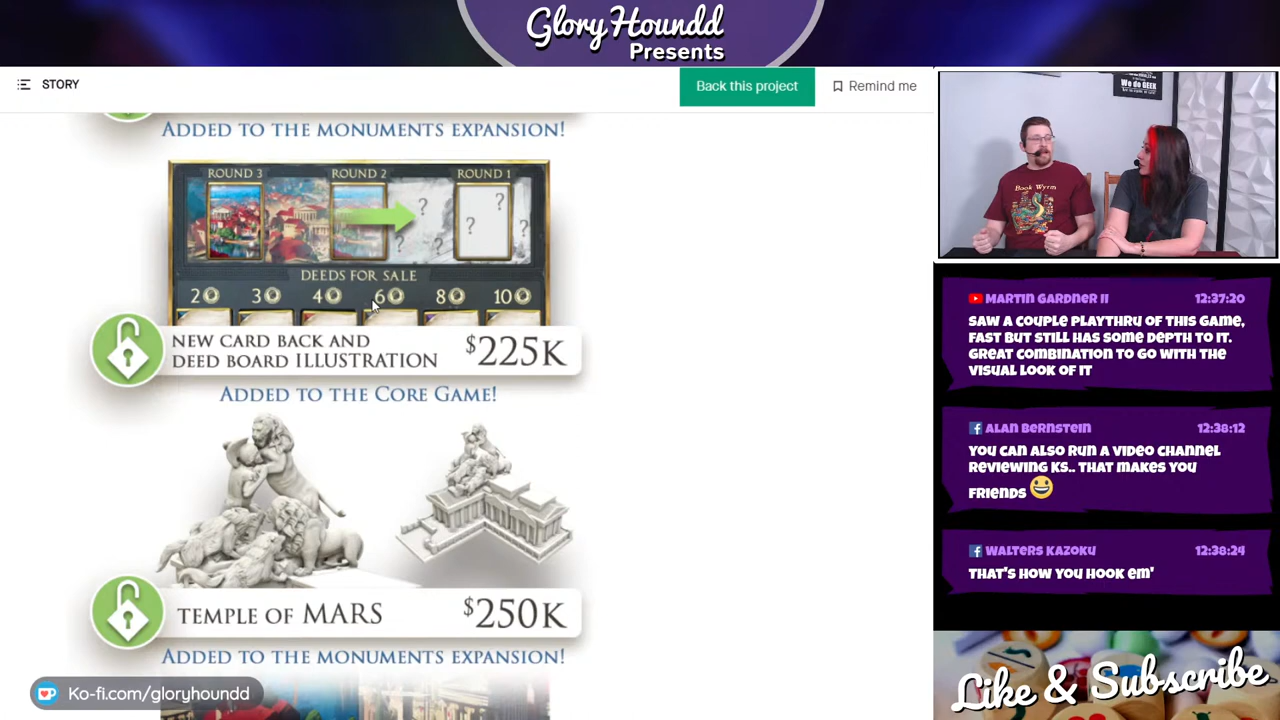 Glory Houndd
Presents
STORY
Back this project
Remind me
ADDED TO THE MONUMENTS EXPANSION!
ROUND 3
ROUND 2
ROUND 1
? ? ? ? ? ?
DEEDS FOR SALE
2 3 4 6 8 10
NEW CARD BACK AND
DEED BOARD ILLUSTRATION
$225K
ADDED TO THE CORE GAME!
TEMPLE OF MARS
$250K
ADDED TO THE MONUMENTS EXPANSION!
Ko-fi.com/gloryhoundd
We do GEEK
Book Wyrm
MARTIN GARDNER II 12:37:20
SAW A COUPLE PLAYTHRU OF THIS GAME,
FAST BUT STILL HAS SOME DEPTH TO IT.
GREAT COMBINATION TO GO WITH THE
VISUAL LOOK OF IT
ALAN BERNSTEIN 12:38:12
YOU CAN ALSO RUN A VIDEO CHANNEL
REVIEWING KS.. THAT MAKES YOU
FRIENDS
WALTERS KAZOKU 12:38:24
THAT'S HOW YOU HOOK EM'
Like & Subscribe